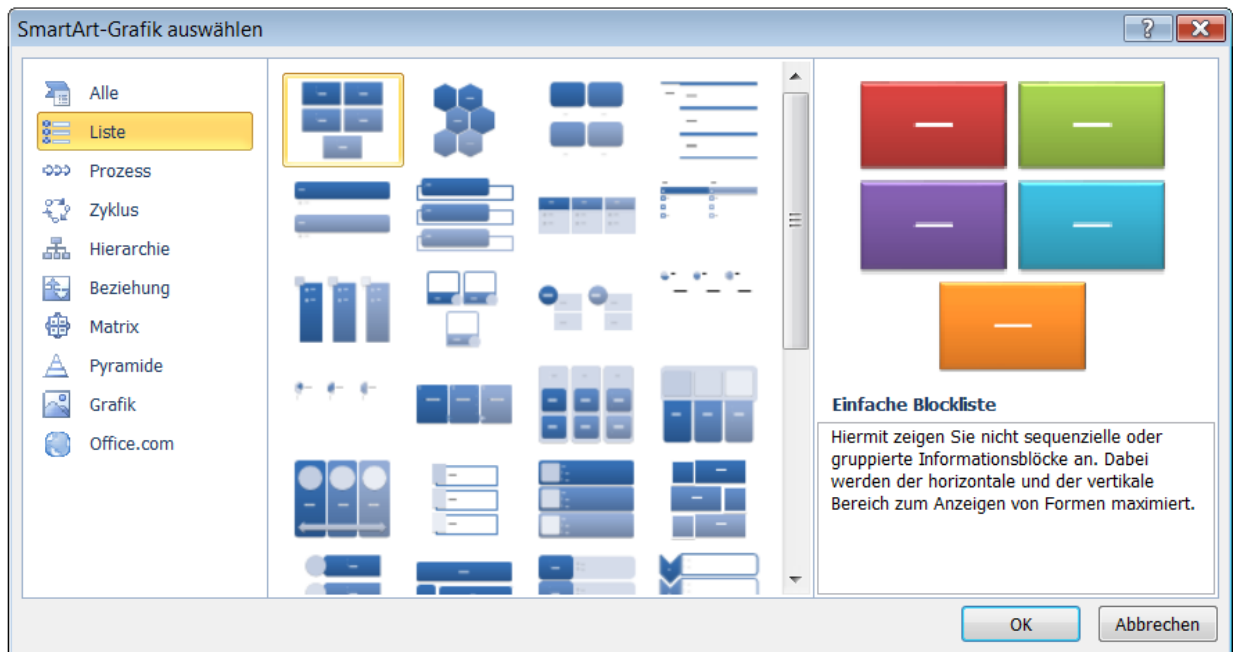 SmartArt-Grafik auswählen
Alle
Liste
Prozess
Zyklus
Hierarchie
Beziehung
Matrix
Pyramide
Grafik
Office.com
Einfache Blockliste
Hiermit zeigen Sie nicht sequenzielle oder
gruppierte Informationsblöcke an. Dabei
werden der horizontale und der vertikale
Bereich zum Anzeigen von Formen maximiert.
OK
Abbrechen